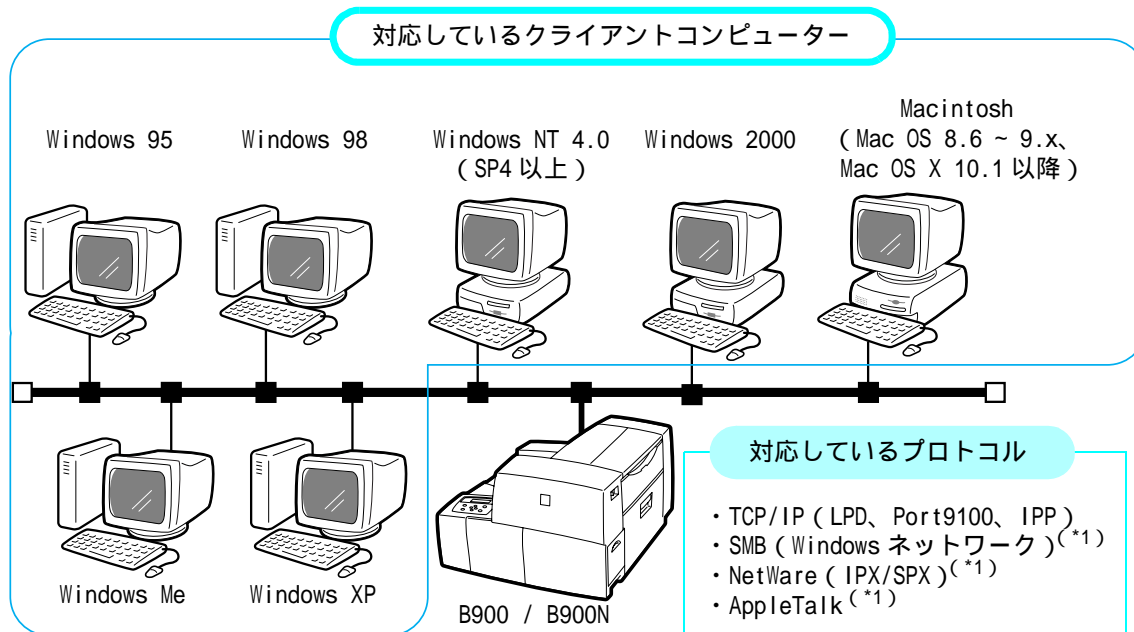 対応しているクライアントコンピューター
Windows 95
Windows 98
Windows NT 4.0
(SP4 以上)
Windows 2000
Macintosh
(Mac OS 8.6 ~ 9.x、
Mac OS X 10.1 以降)
Windows Me
Windows XP
B900 / B900N
対応しているプロトコル
・TCP/IP (LPD、Port9100、IPP)
・SMB (Windows ネットワーク)(*1)
・NetWare (IPX/SPX)(*1)
・AppleTalk (*1)